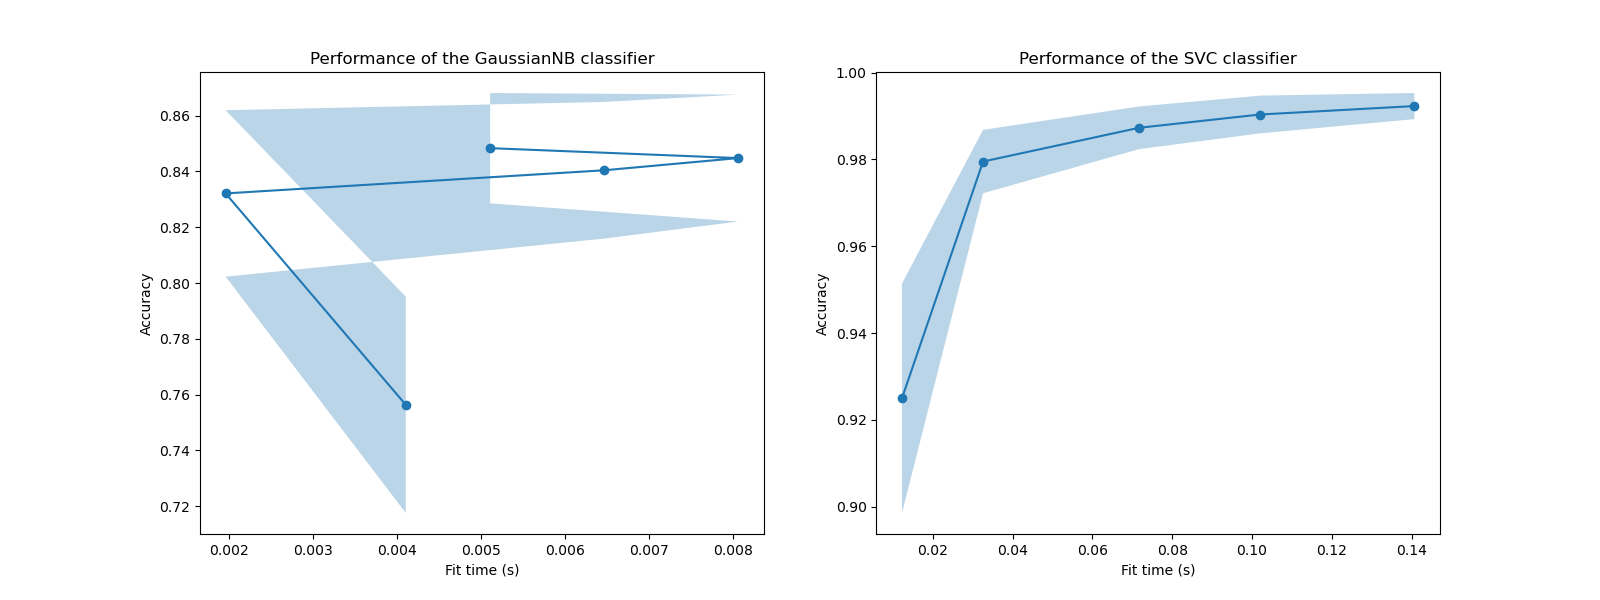 Performance of the GaussianNB classifier
Accuracy
0.86
0.84
0.82
0.80
0.78
0.76
0.74
0.72
0.002 0.003 0.004 0.005 0.006 0.007 0.008
Fit time (s)
Performance of the SVC classifier
Accuracy
1.00
0.98
0.96
0.94
0.92
0.90
0.02 0.04 0.06 0.08 0.10 0.12 0.14
Fit time (s)